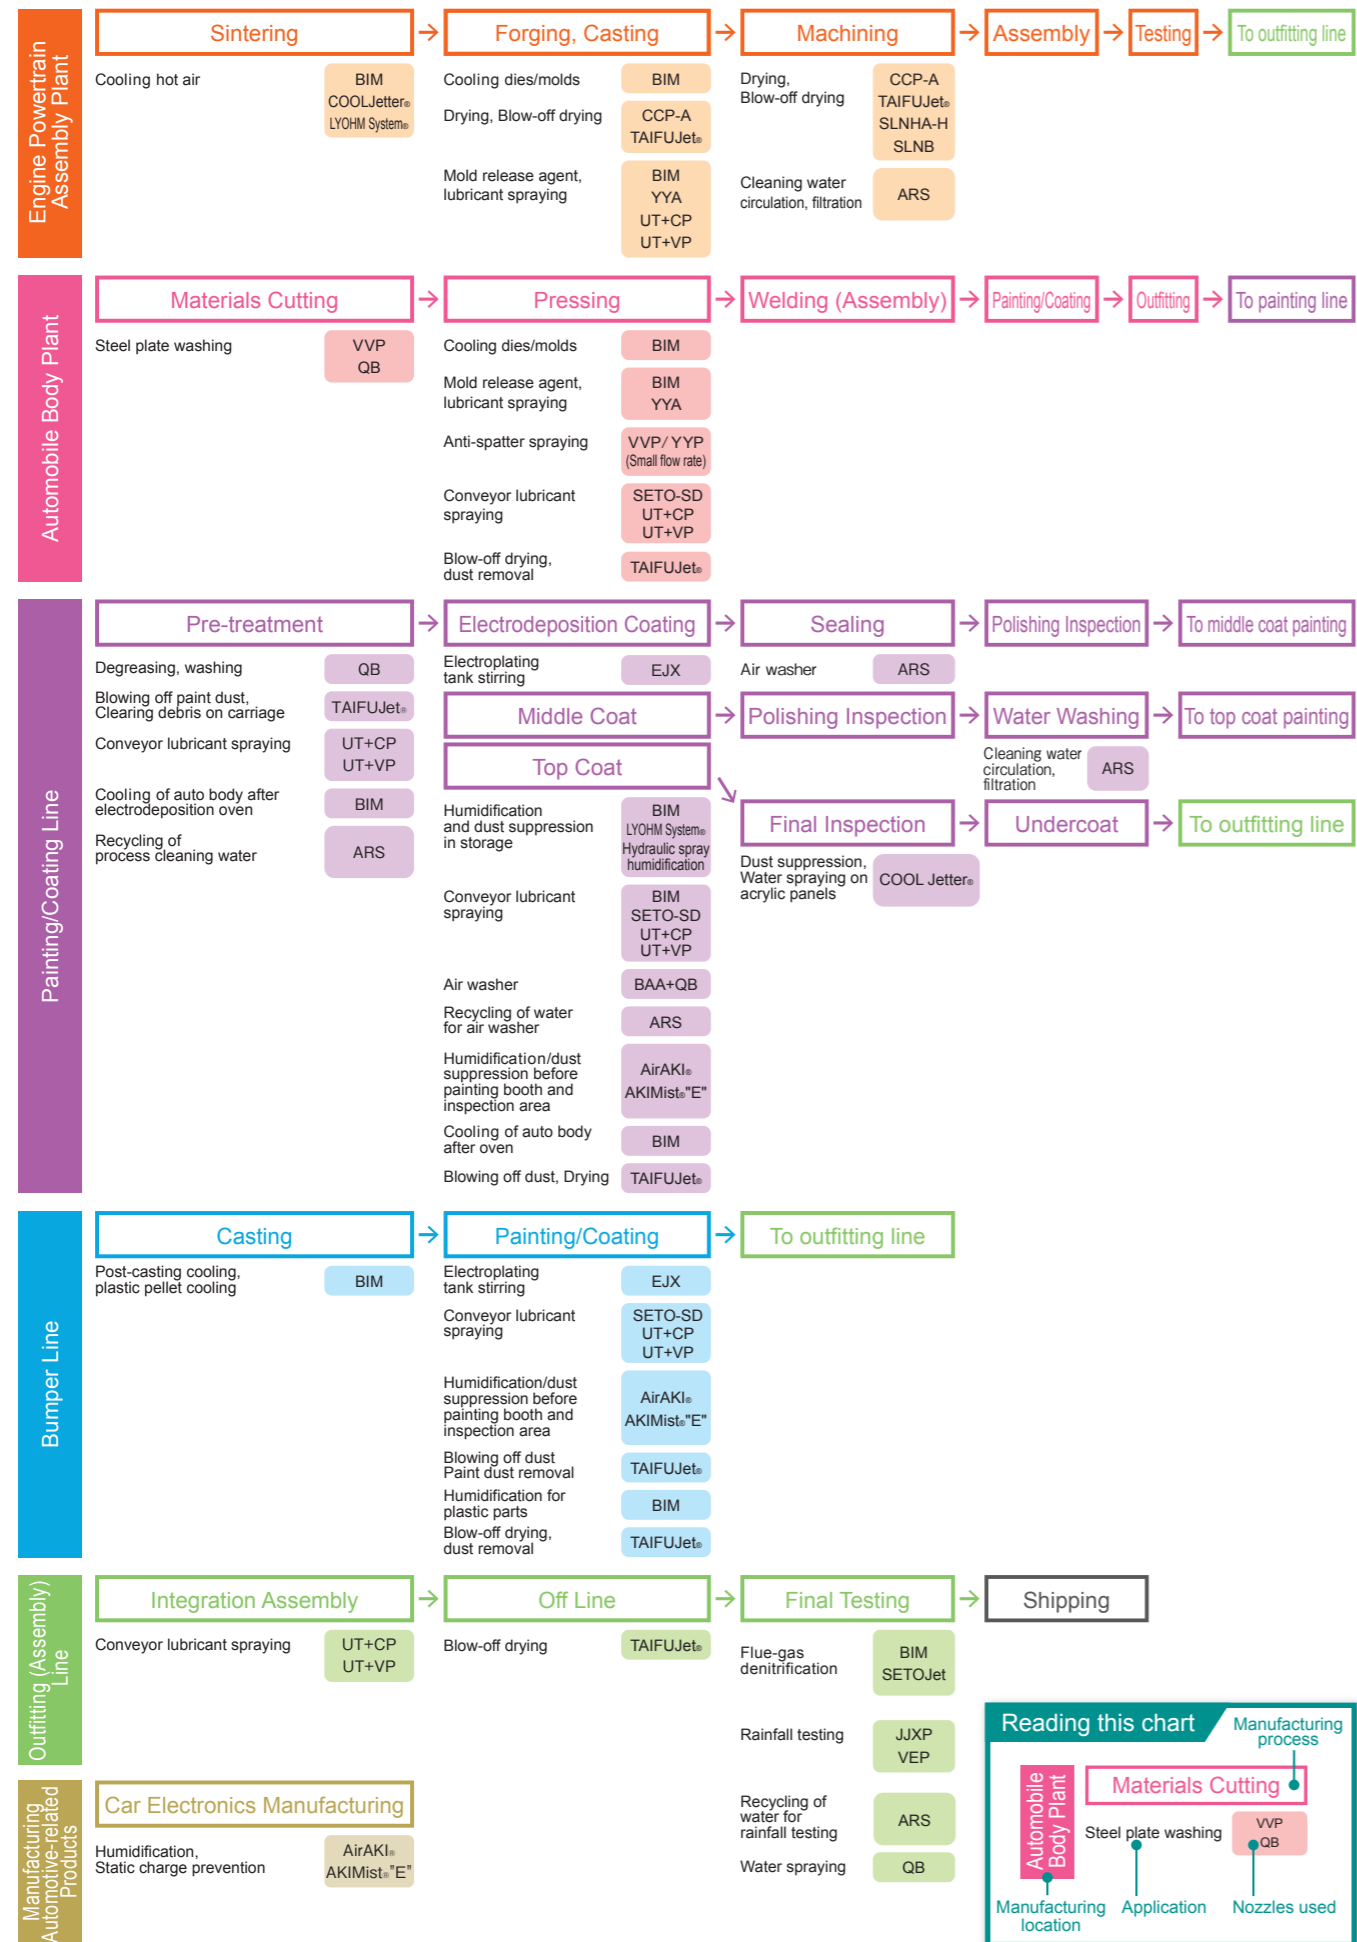 Engine Powertrain
Assembly Plant
Sintering → Forging, Casting → Machining → Assembly → Testing → To outfitting line
Cooling hot air
BIM
COOLJetter®
LYOHM System®
Cooling dies/molds
BIM
Drying, Blow-off drying
CCP-A
TAIFUJet®
Mold release agent,
lubricant spraying
BIM
YYA
UT+CP
UT+VP
Drying,
Blow-off drying
CCP-A
TAIFUJet®
SLNHA-H
SLNB
Cleaning water
circulation, filtration
ARS
Automobile Body Plant
Materials Cutting → Pressing → Welding (Assembly) → Painting/Coating → Outfitting → To painting line
Steel plate washing
VVP
QB
Cooling dies/molds
BIM
Mold release agent,
lubricant spraying
BIM
YYA
Anti-spatter spraying
VVP/YYP
(Small flow rate)
Conveyor lubricant
spraying
SETO-SD
UT+CP
UT+VP
Blow-off drying,
dust removal
TAIFUJet®
Painting/Coating Line
Pre-treatment → Electrodeposition Coating → Sealing → Polishing Inspection → To middle coat painting
Degreasing, washing
QB
Blowing off paint dust,
Clearing debris on carriage
TAIFUJet®
Conveyor lubricant spraying
UT+CP
UT+VP
Cooling of auto body after
electrodeposition oven
BIM
Recycling of
process cleaning water
ARS
Electroplating
tank stirring
EJX
Air washer
ARS
Middle Coat → Polishing Inspection → Water Washing → To top coat painting
Cleaning water
circulation,
filtration
ARS
Top Coat
Final Inspection → Undercoat → To outfitting line
Humidification
and dust suppression
in storage
BIM
LYOHM System®
Hydraulic spray
humidification
Conveyor lubricant
spraying
BIM
SETO-SD
UT+CP
UT+VP
Air washer
BAA+QB
Recycling of water
for air washer
ARS
Humidification/dust
suppression before
painting booth and
inspection area
AirAKI®
AKIMist®"E"
Cooling of auto body
after oven
BIM
Blowing off dust, Drying
TAIFUJet®
Dust suppression,
Water spraying on
acrylic panels
COOL Jetter®
Bumper Line
Casting → Painting/Coating → To outfitting line
Post-casting cooling,
plastic pellet cooling
BIM
Electroplating
tank stirring
EJX
Conveyor lubricant
spraying
SETO-SD
UT+CP
UT+VP
Humidification/dust
suppression before
painting booth and
inspection area
AirAKI®
AKIMist®"E"
Blowing off dust
Paint dust removal
TAIFUJet®
Humidification for
plastic parts
BIM
Blow-off drying,
dust removal
TAIFUJet®
Outfitting (Assembly)
Line
Integration Assembly → Off Line → Final Testing → Shipping
Conveyor lubricant spraying
UT+CP
UT+VP
Blow-off drying
TAIFUJet®
Flue-gas
denitrification
BIM
SETOJet
Rainfall testing
JJXP
VEP
Recycling of
water for
rainfall testing
ARS
Water spraying
QB
Manufacturing
Automotive-related
Products
Car Electronics Manufacturing
Humidification,
Static charge prevention
AirAKI®
AKIMist®"E"
Reading this chart
Manufacturing
process
Automobile
Body Plant
Materials Cutting
Steel plate washing
VVP
QB
Manufacturing
location
Application
Nozzles used